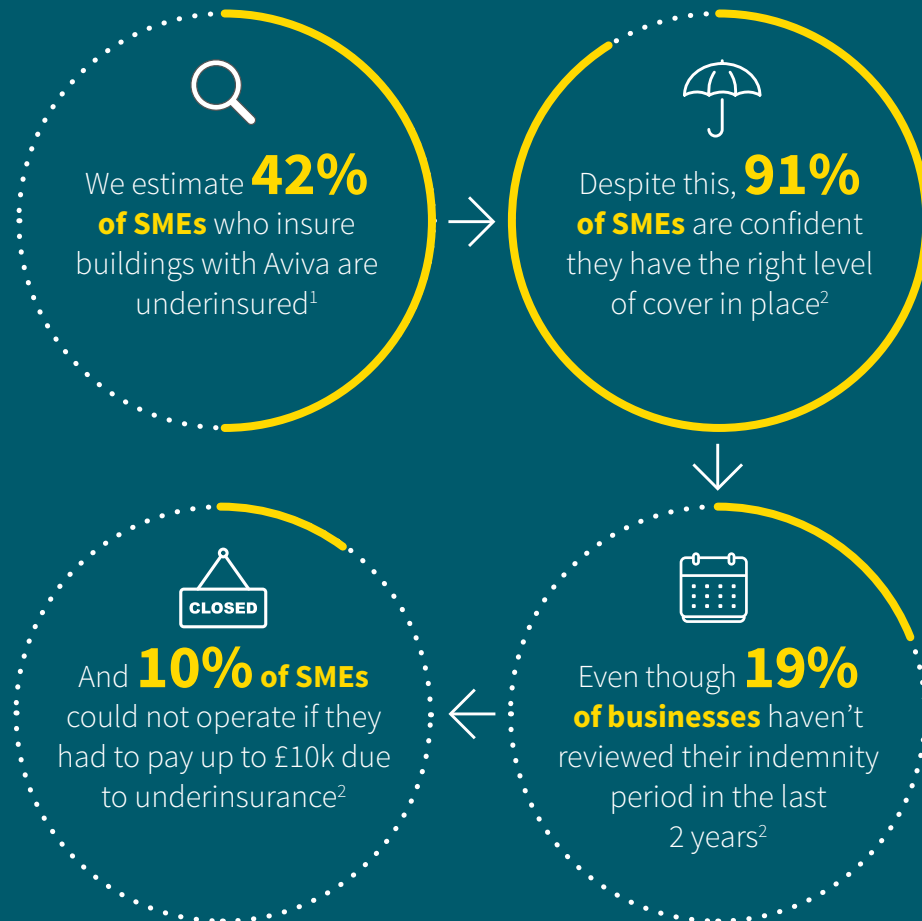 We estimate 42%
of SMEs who insure
buildings with Aviva are
underinsured¹
Despite this, 91%
of SMEs are confident
they have the right level
of cover in place²
Even though 19%
of businesses haven’t
reviewed their indemnity
period in the last
2 years²
CLOSED
And 10% of SMEs
could not operate if they
had to pay up to £10k due
to underinsurance²